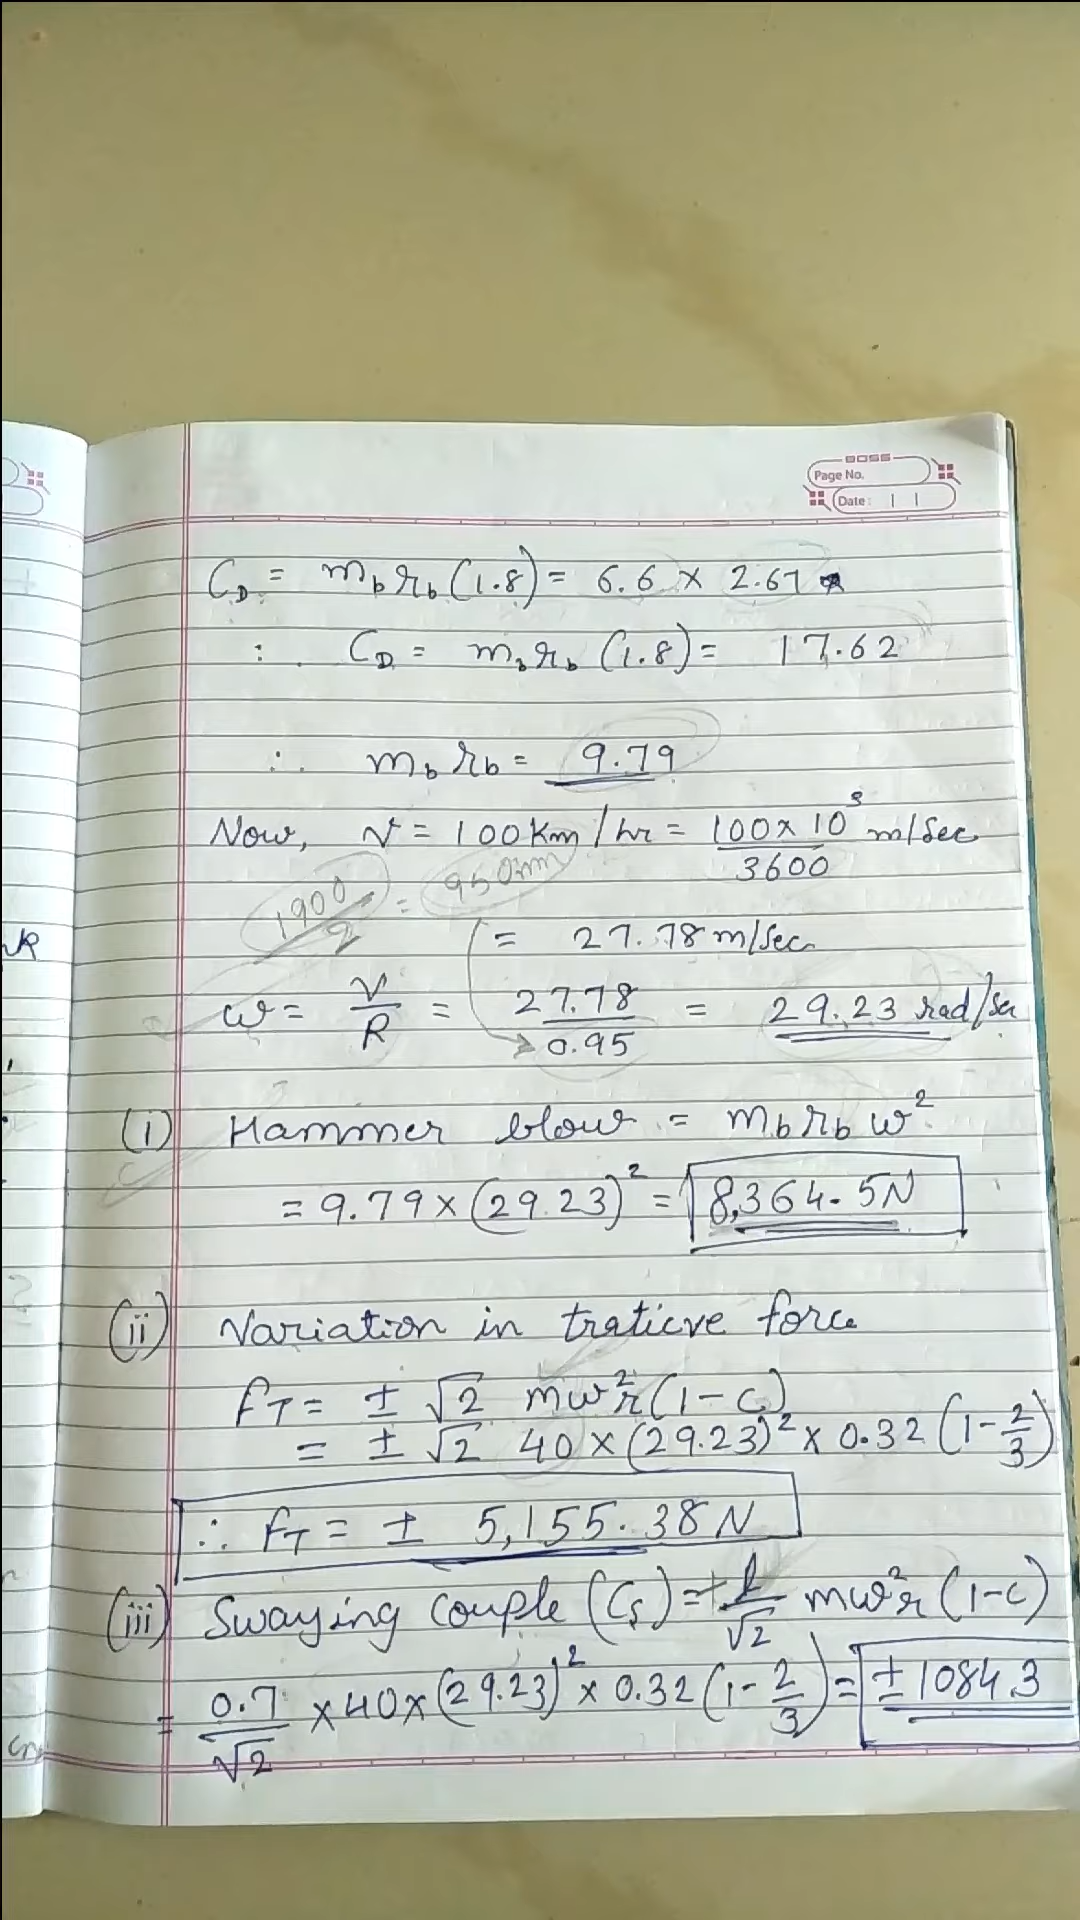 BOSS
Page No.
Date: | |
C_D = m_b r_b (1.8) = 6.6 × 2.67
∴ C_D = m_b r_b (1.8) = 17.62
∴ m_b r_b = 9.79
Now, V = 100 Km/hr = 100 × 10³/3600 m/Sec
1900/2 = 950mm
= 27.78 m/Sec
ω = V/R = 27.78/0.95 = 29.23 rad/Sec
(i) Hammer blow = m_b r_b ω²
= 9.79 × (29.23)² = 8,364.5N
(ii) Variation in traticve force
F_T = ± √2 mω²r (1-C)
= ± √2 40 × (29.23)² × 0.32 (1-2/3)
∴ F_T = ± 5,155.38 N
(iii) Swaying Couple (C_s) = ± l/√2 mω²r (1-C)
= 0.7/√2 × 40 × (29.23)² × 0.32 (1-2/3) = ± 1084.3